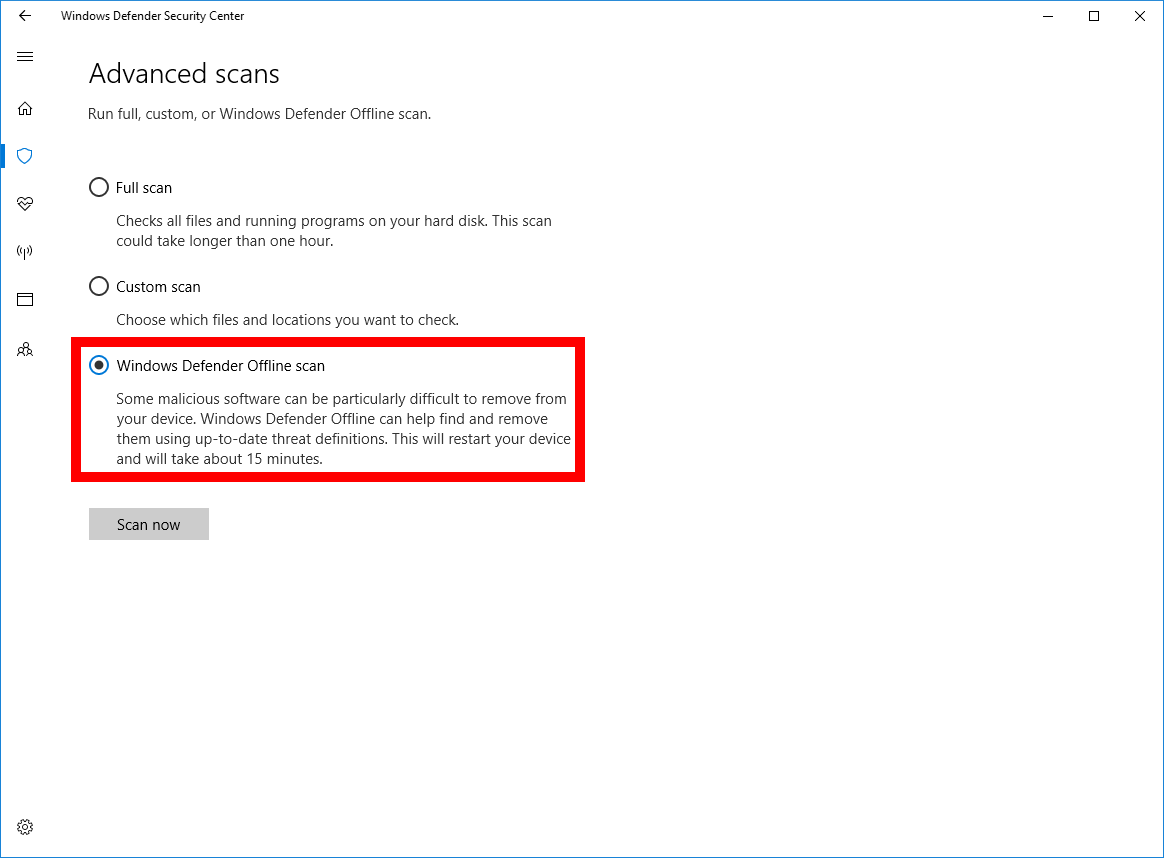 Windows Defender Security Center
Advanced scans
Run full, custom, or Windows Defender Offline scan.
Full scan
Checks all files and running programs on your hard disk. This scan
could take longer than one hour.
Custom scan
Choose which files and locations you want to check.
Windows Defender Offline scan
Some malicious software can be particularly difficult to remove from
your device. Windows Defender Offline can help find and remove
them using up-to-date threat definitions. This will restart your device
and will take about 15 minutes.
Scan now